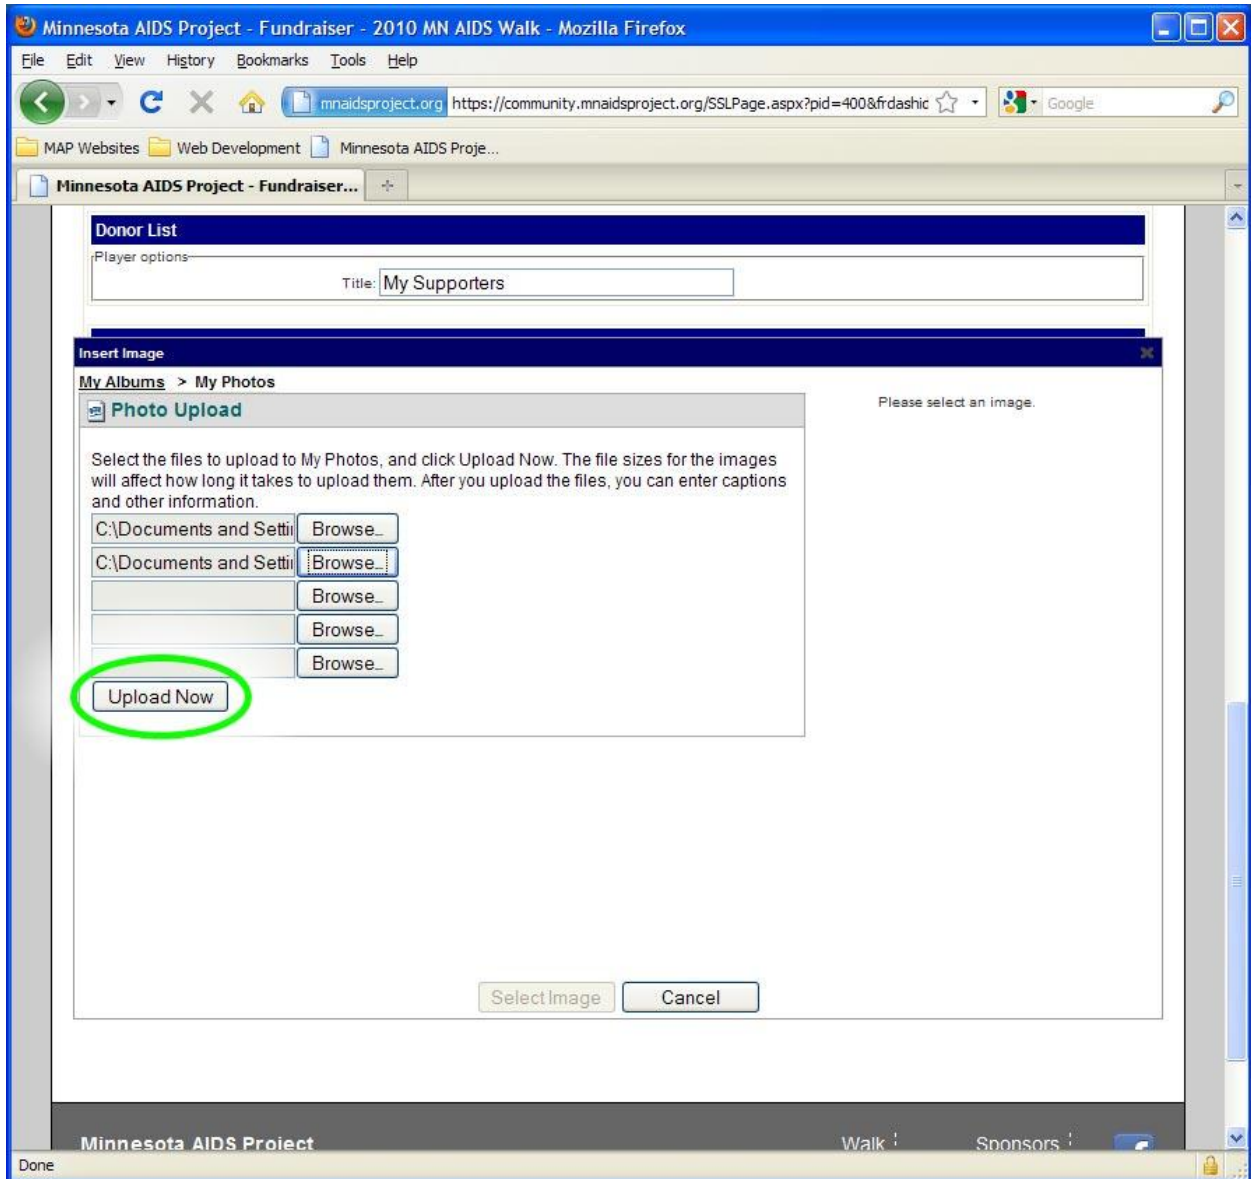 Minnesota AIDS Project - Fundraiser - 2010 MN AIDS Walk - Mozilla Firefox
File Edit View History Bookmarks Tools Help
mnaidsproject.org https://community.mnaidsproject.org/SSLPage.aspx?pid=400&frdashic Google
MAP Websites Web Development Minnesota AIDS Proje...
Minnesota AIDS Project - Fundraiser...
Donor List
Player options
Title: My Supporters
Insert Image
My Albums > My Photos
Please select an image.
Photo Upload
Select the files to upload to My Photos, and click Upload Now. The file sizes for the images
will affect how long it takes to upload them. After you upload the files, you can enter captions
and other information.
C:\Documents and Settin Browse...
C:\Documents and Settin Browse...
Browse...
Browse...
Browse...
Upload Now
Select Image Cancel
Minnesota AIDS Project Walk Sponsors
Done